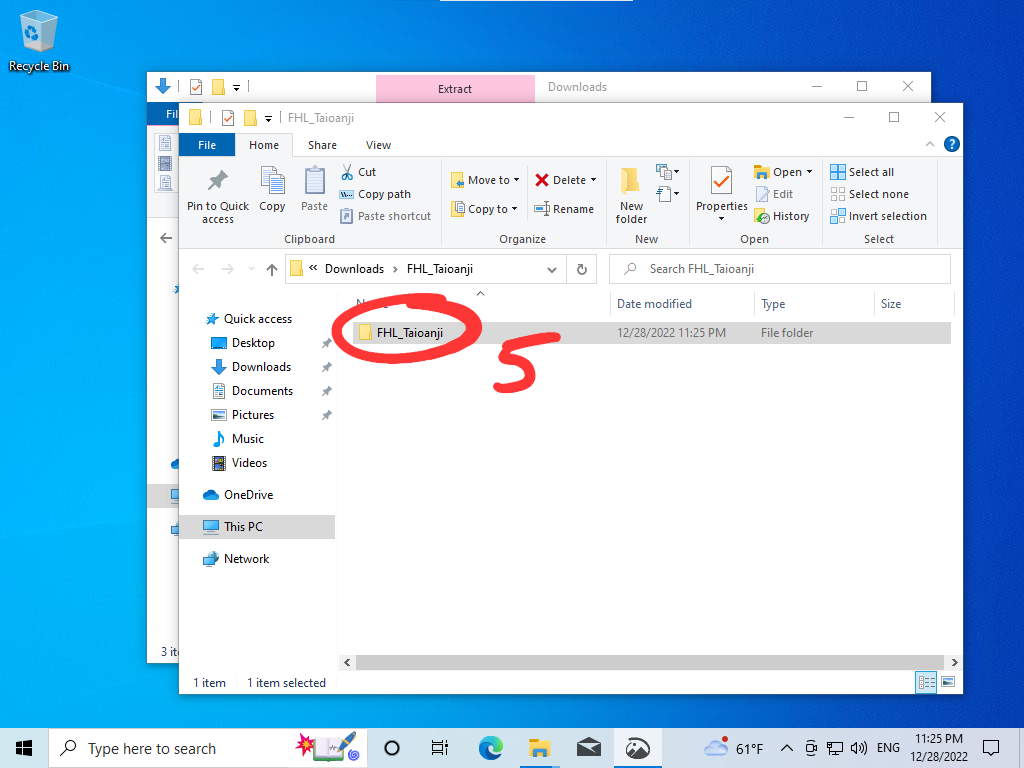 Recycle Bin
Extract
Downloads
Fil
FHL_Taioanji
File
Home
Share
View
Pin to Quick access
Copy
Paste
Cut
Copy path
Paste shortcut
Clipboard
Move to
Copy to
Delete
Rename
Organize
New folder
New
Properties
Open
Edit
History
Open
Select all
Select none
Invert selection
Select
« Downloads > FHL_Taioanji
Search FHL_Taioanji
Date modified
Type
Size
FHL_Taioanji
12/28/2022 11:25 PM
File folder
5
Quick access
Desktop
Downloads
Documents
Pictures
Music
Videos
OneDrive
This PC
Network
3 it
1 item
1 item selected
Type here to search
61°F
ENG
11:25 PM
12/28/2022